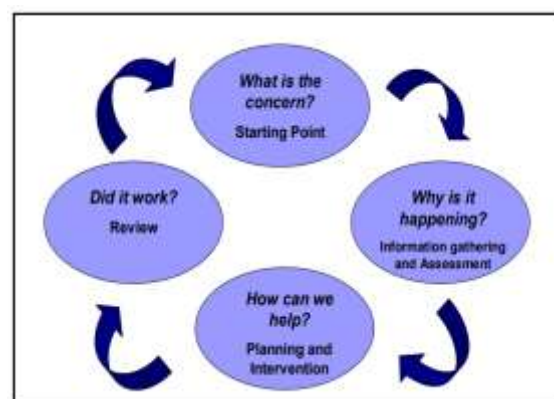 What is the
concern?
Starting Point
Why is it
happening?
Information gathering
and Assessment
How can we
help?
Planning and
Intervention
Did it work?
Review